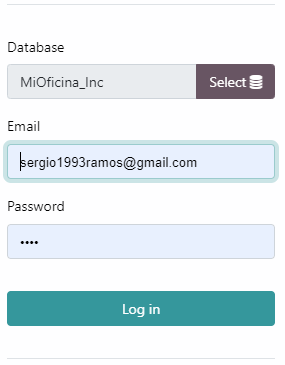 Database
MiOficina_Inc
Select
Email
sergio1993ramos@gmail.com
Password
••••
Log in